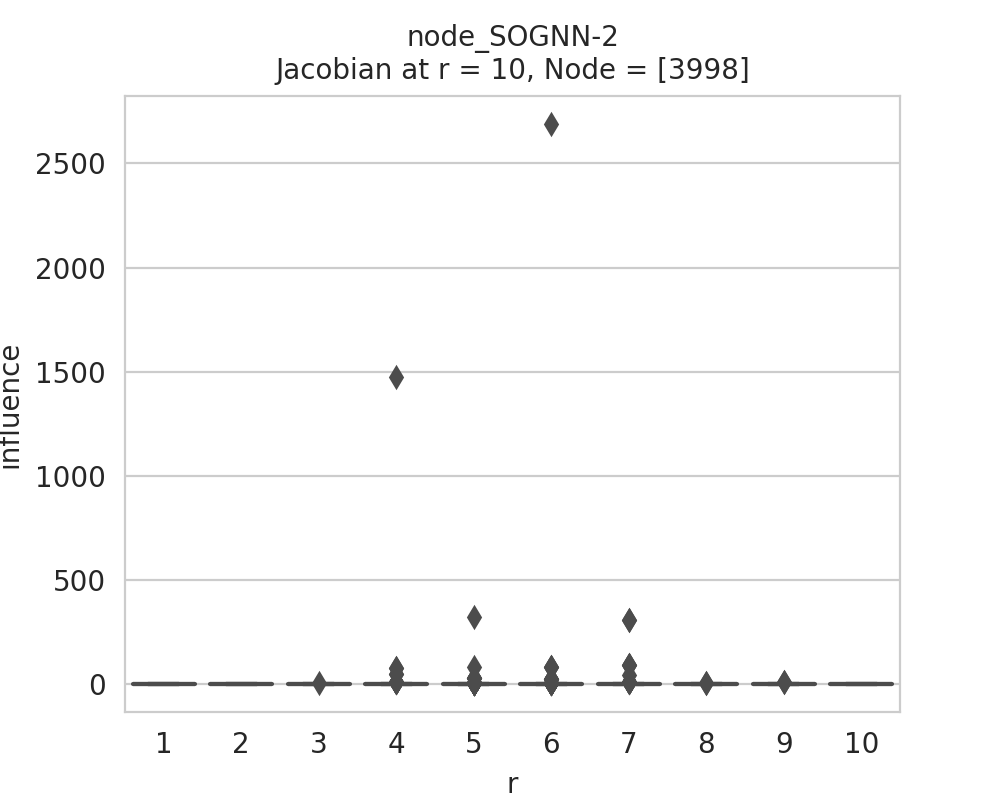 node_SOGNN-2
Jacobian at r = 10, Node = [3998]
2500
2000
1500
1000
500
0
influence
1 2 3 4 5 6 7 8 9 10
r